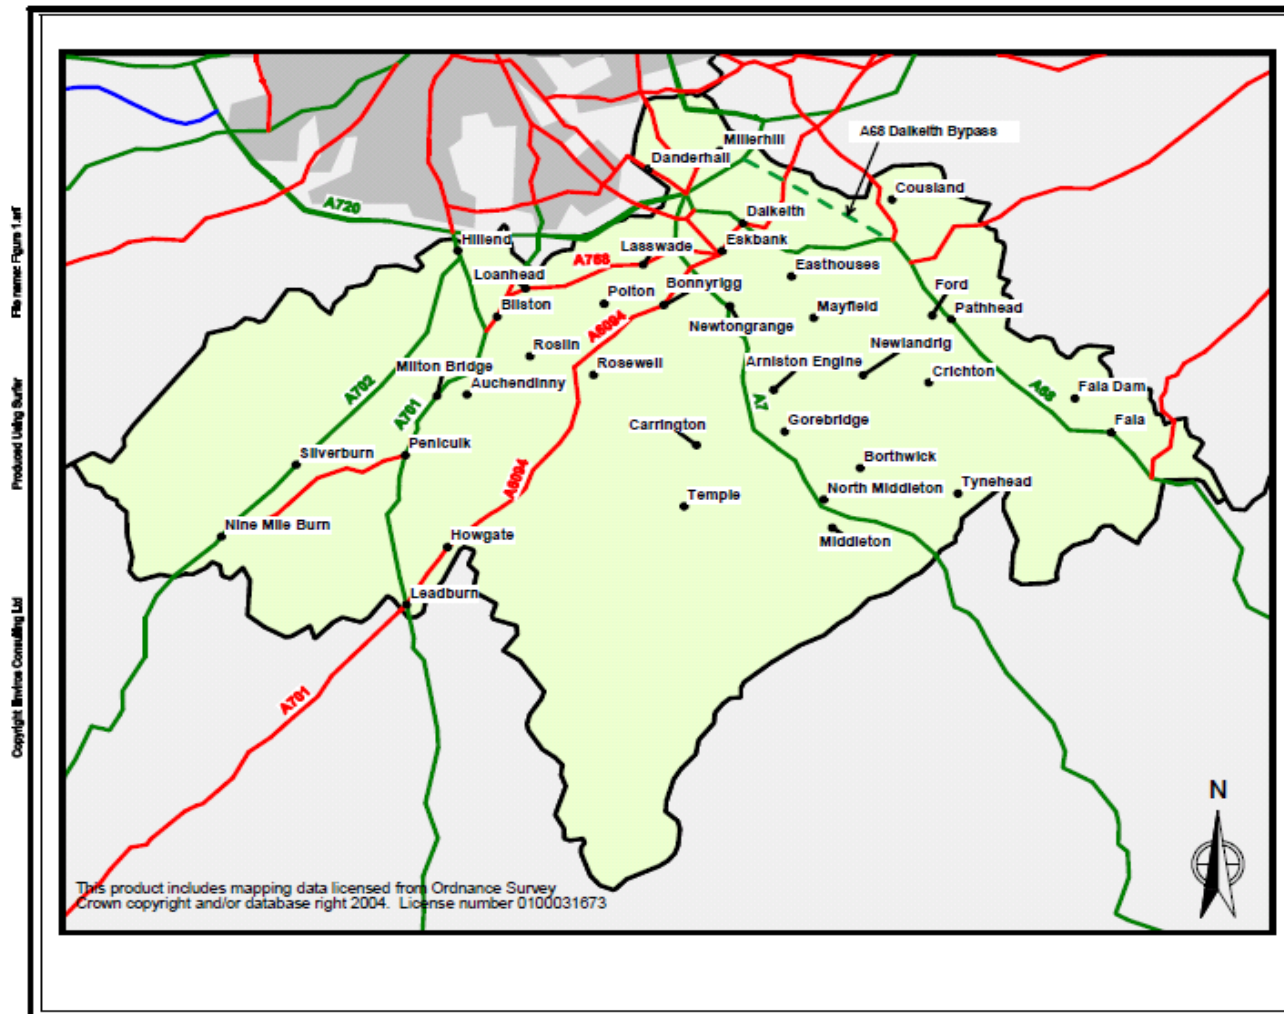 A68 Dalkeith Bypass
Millerhill
Danderhall
Cousland
A720
Dalkeith
Hillend
Lasswade
Eskbank
A768
Easthouses
Loanhead
Polton
Bonnyrigg
Ford
Bilston
Mayfield
Pathhead
A6094
Newtongrange
Roslin
Newlandrig
Milton Bridge
Rosewell
Arniston Engine
Crichton
A702
Auchendinny
A7
A68
Fala Dam
A701
Carrington
Gorebridge
Fala
Silverburn
Penicuik
Borthwick
A6094
Temple
North Middleton
Tynehead
Nine Mile Burn
Howgate
Middleton
Leadburn
A701
N
This product includes mapping data licensed from Ordnance Survey
Crown copyright and/or database right 2004.  License number 0100031673
Copyright Enviros Consulting Ltd
Produced Using Surfer
File name: Figure 1.srf